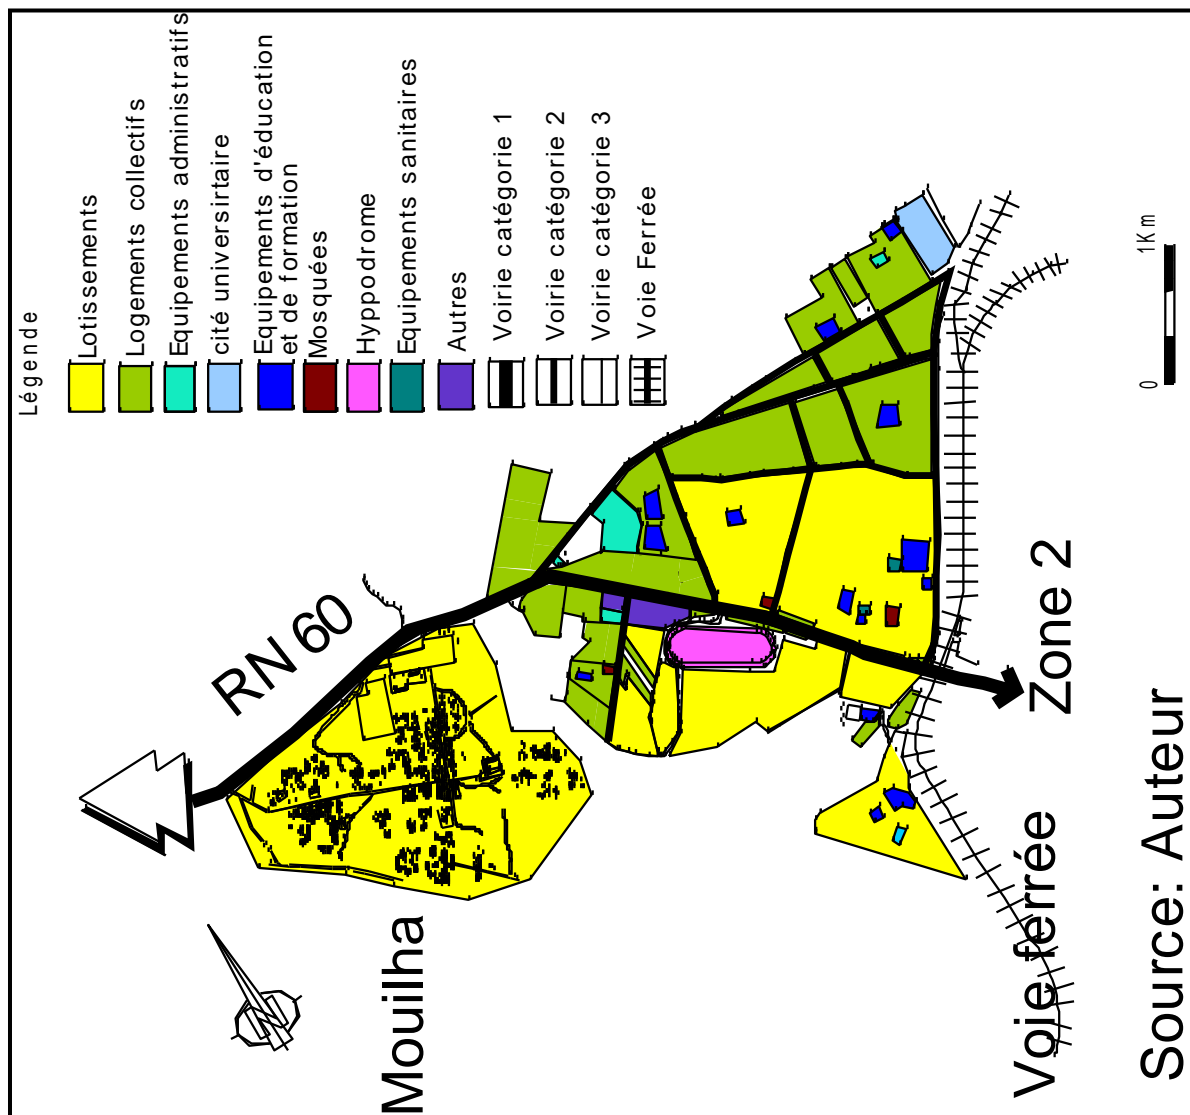 Légende
Lotissements
Logements collectifs
Equipements administratifs
cité universirtaire
Equipements d'éducation
et de formation
Mosquées
Hyppodrome
Equipements sanitaires
Autres
Voirie catégorie 1
Voirie catégorie 2
Voirie catégorie 3
Voie Ferrée
RN 60
Mouilha
Zone 2
Voie ferrée
0 1Km
Source: Auteur